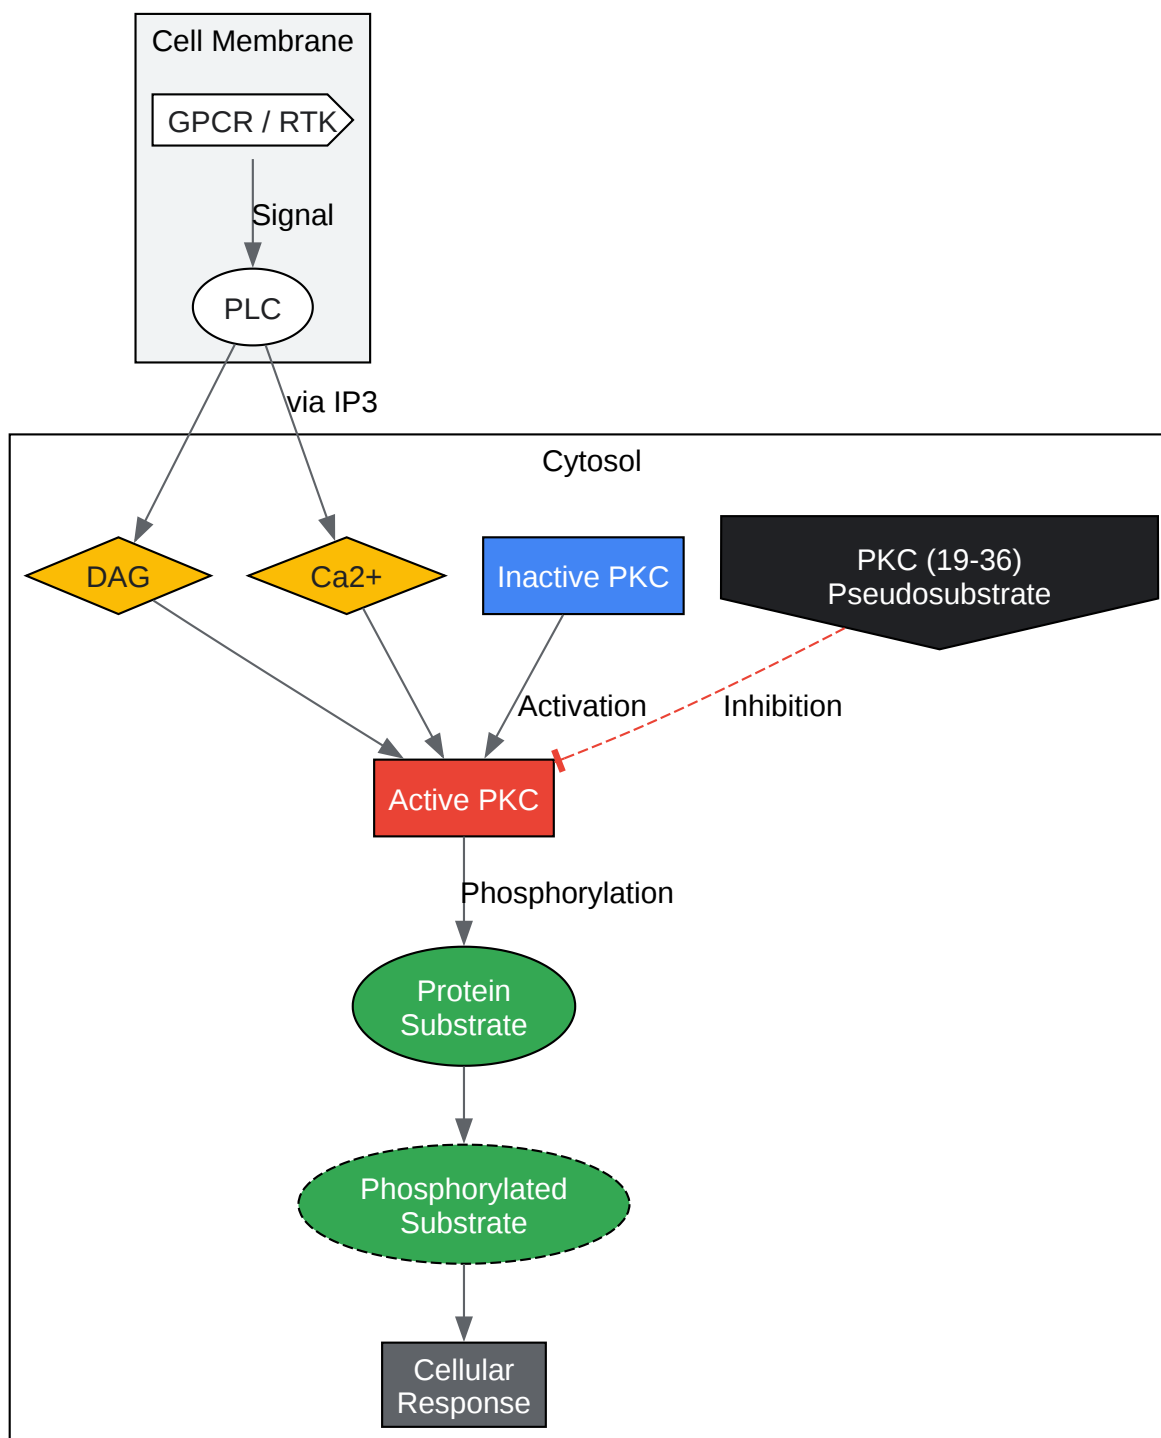 Cell Membrane
GPCR / RTK
Signal
PLC
via IP3
Cytosol
DAG
Ca2+
Inactive PKC
PKC (19-36)
Pseudosubstrate
Activation
Inhibition
Active PKC
Phosphorylation
Protein
Substrate
Phosphorylated
Substrate
Cellular
Response